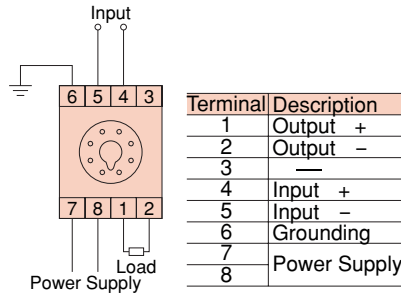 Input
6 5 4 3
7 8 1 2
Load
Power Supply
Terminal Description
1 Output +
2 Output −
3 —
4 Input +
5 Input −
6 Grounding
7
8 Power Supply